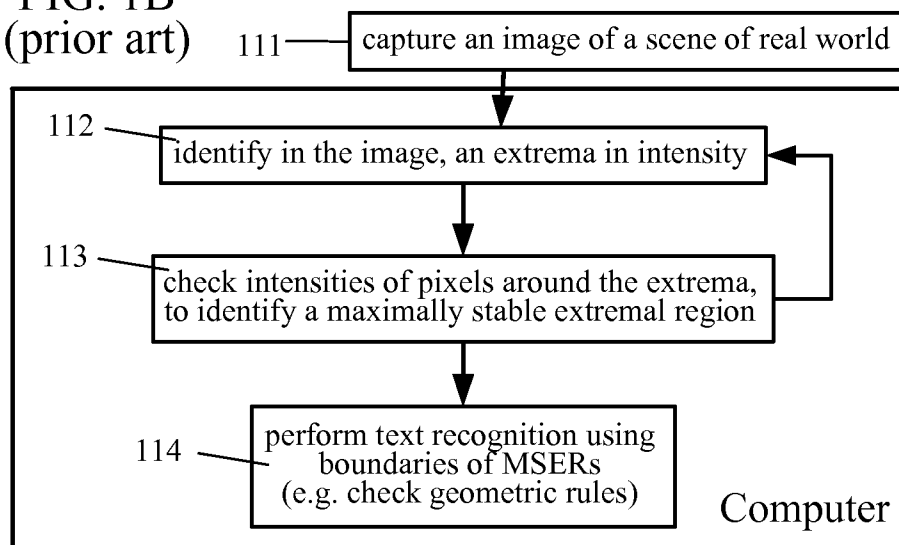 FIG. 1B
(prior art)
111
capture an image of a scene of real world
112
identify in the image, an extrema in intensity
113
check intensities of pixels around the extrema,
to identify a maximally stable extremal region
114
perform text recognition using
boundaries of MSERs
(e.g. check geometric rules)
Computer